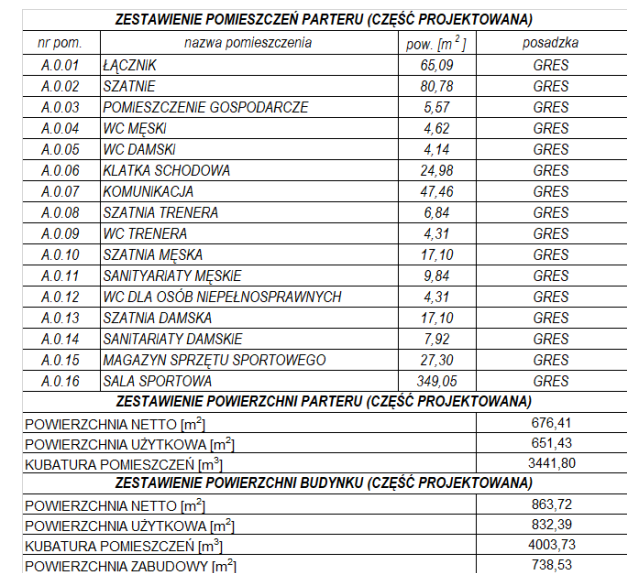 ZESTAWIENIE POMIESZCZEŃ PARTERU (CZĘŚĆ PROJEKTOWANA)
nr pom. nazwa pomieszczenia pow. [m²] posadzka
A.0.01 ŁĄCZNIK 65,09 GRES
A.0.02 SZATNIE 80,78 GRES
A.0.03 POMIESZCZENIE GOSPODARCZE 5,57 GRES
A.0.04 WC MĘSKI 4,62 GRES
A.0.05 WC DAMSKI 4,14 GRES
A.0.06 KLATKA SCHODOWA 24,98 GRES
A.0.07 KOMUNIKACJA 47,46 GRES
A.0.08 SZATNIA TRENERA 6,84 GRES
A.0.09 WC TRENERA 4,31 GRES
A.0.10 SZATNIA MĘSKA 17,10 GRES
A.0.11 SANITYARIATY MĘSKIE 9,84 GRES
A.0.12 WC DLA OSÓB NIEPEŁNOSPRAWNYCH 4,31 GRES
A.0.13 SZATNIA DAMSKA 17,10 GRES
A.0.14 SANITARIATY DAMSKIE 7,92 GRES
A.0.15 MAGAZYN SPRZĘTU SPORTOWEGO 27,30 GRES
A.0.16 SALA SPORTOWA 349,05 GRES
ZESTAWIENIE POWIERZCHNI PARTERU (CZĘŚĆ PROJEKTOWANA)
POWIERZCHNIA NETTO [m²] 676,41
POWIERZCHNIA UŻYTKOWA [m²] 651,43
KUBATURA POMIESZCZEŃ [m³] 3441,80
ZESTAWIENIE POWIERZCHNI BUDYNKU (CZĘŚĆ PROJEKTOWANA)
POWIERZCHNIA NETTO [m²] 863,72
POWIERZCHNIA UŻYTKOWA [m²] 832,39
KUBATURA POMIESZCZEŃ [m³] 4003,73
POWIERZCHNIA ZABUDOWY [m²] 738,53